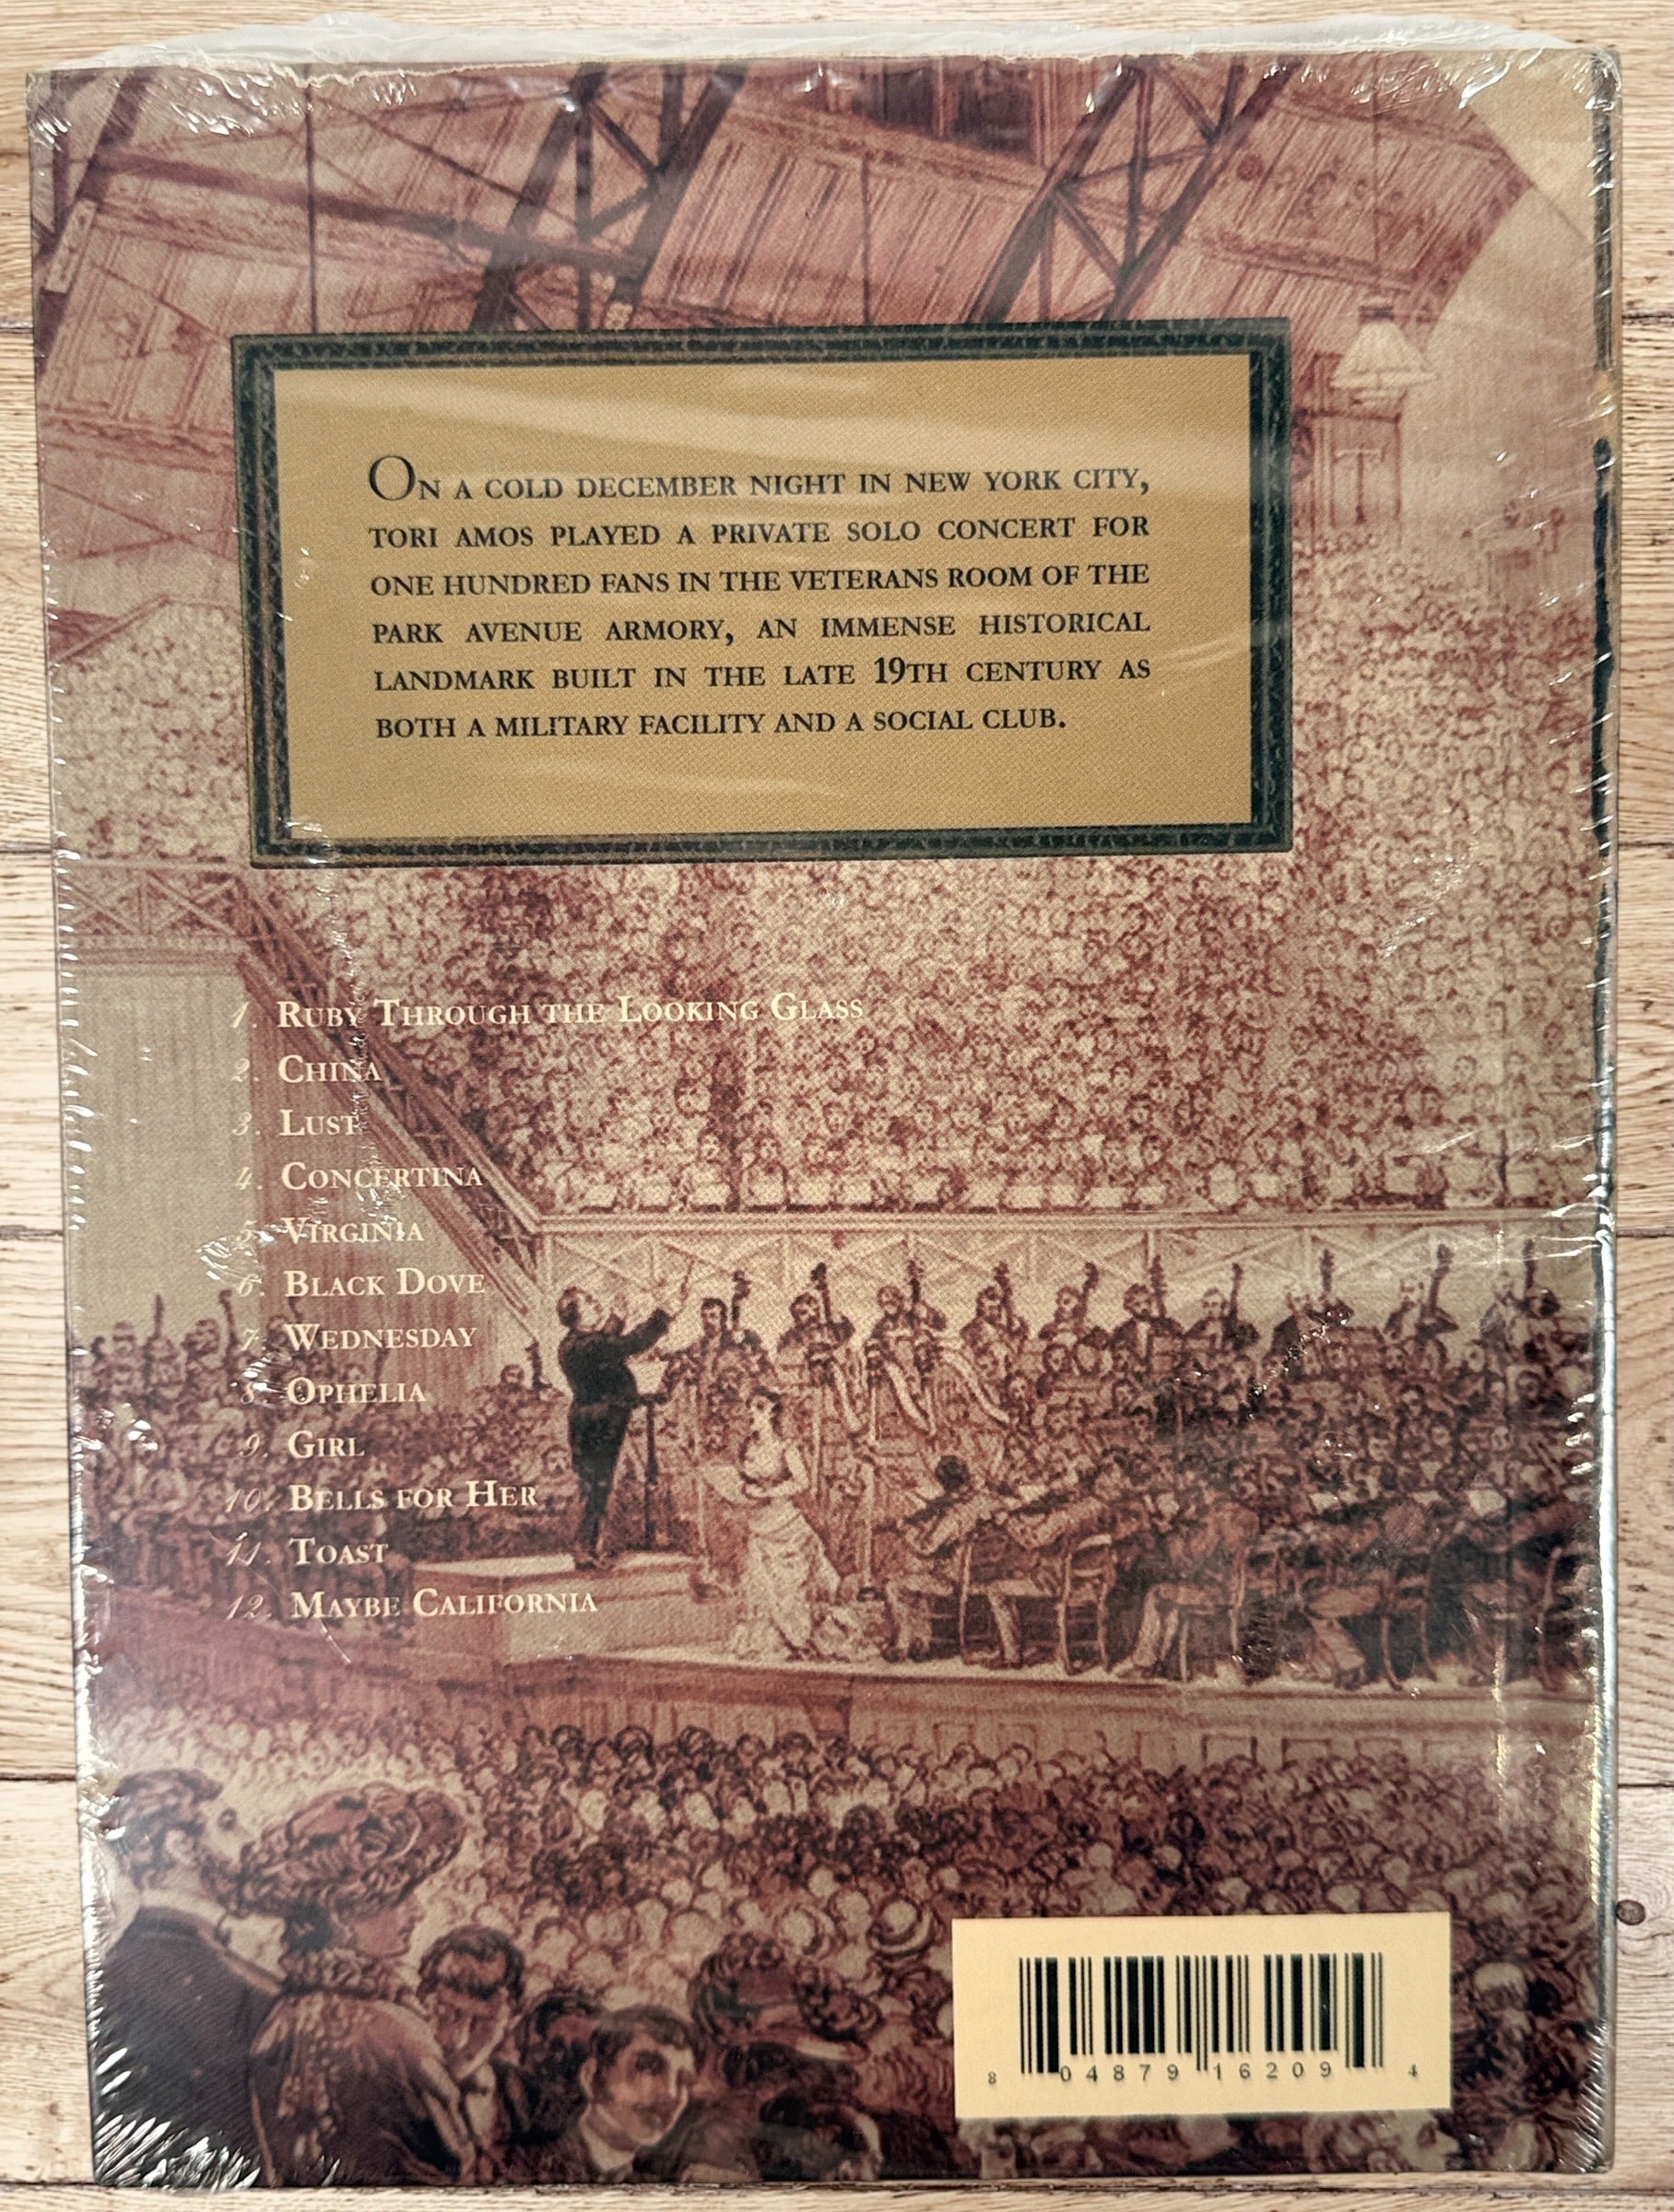 On a cold december night in new york city,
tori amos played a private solo concert for
one hundred fans in the veterans room of the
park avenue armory, an immense historical
landmark built in the late 19th century as
both a military facility and a social club.
1. Ruby Through the Looking Glass
2. China
3. Lust
4. Concertina
5. Virginia
6. Black Dove
7. Wednesday
8. Ophelia
9. Girl
10. Bells for Her
11. Toast
12. Maybe California
8 04879 16209 4